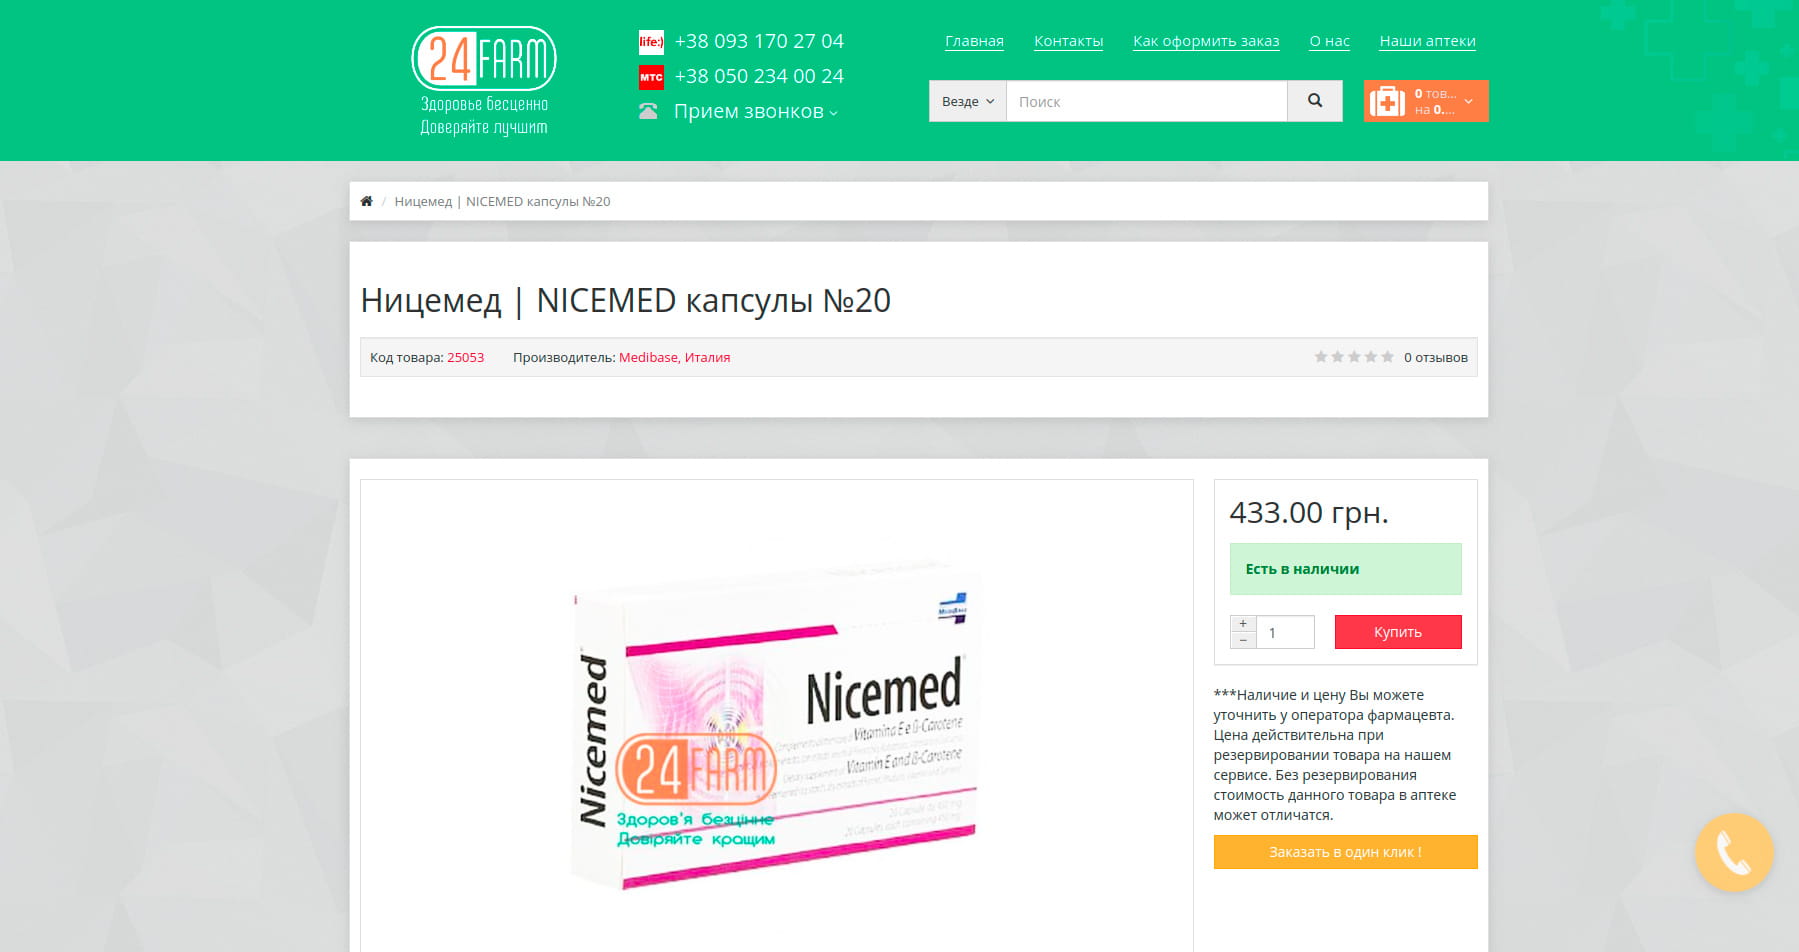 24 FARM
Здоровье бесценно
Доверяйте лучшим
life:) +38 093 170 27 04
МТС +38 050 234 00 24
Прием звонков
Главная Контакты Как оформить заказ О нас Наши аптеки
Везде Поиск
0 тов...
на 0....
/ Ницемед | NICEMED капсулы №20
Ницемед | NICEMED капсулы №20
Код товара: 25053 Производитель: Medibase, Италия 0 отзывов
Nicemed
Nicemed
Vitamina E e β-Carotene
Vitamin E and β-Carotene
24 FARM
Здоров'я безцінне
Довіряйте кращим
433.00 грн.
Есть в наличии
+
−
1
Купить
***Наличие и цену Вы можете
уточнить у оператора фармацевта.
Цена действительна при
резервировании товара на нашем
сервисе. Без резервирования
стоимость данного товара в аптеке
может отличатся.
Заказать в один клик !